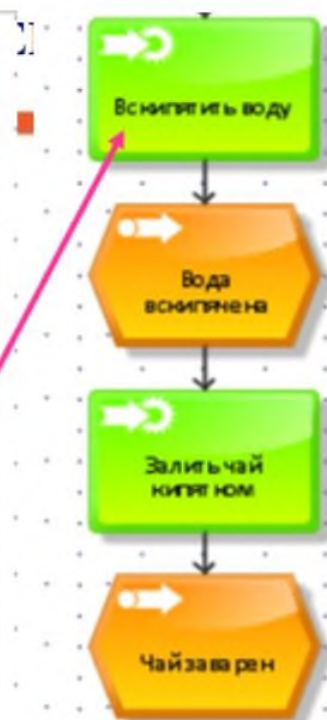 Вскипятить воду
Вода
вскипячена
Залить чай
кипятком
Чай заварен